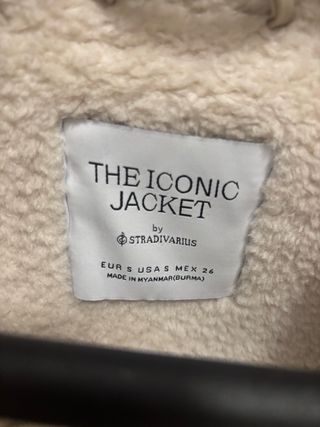 THE ICONIC
JACKET
by
STRADIVARIUS
EUR S USA S MEX 26
MADE IN MYANMAR(BURMA)